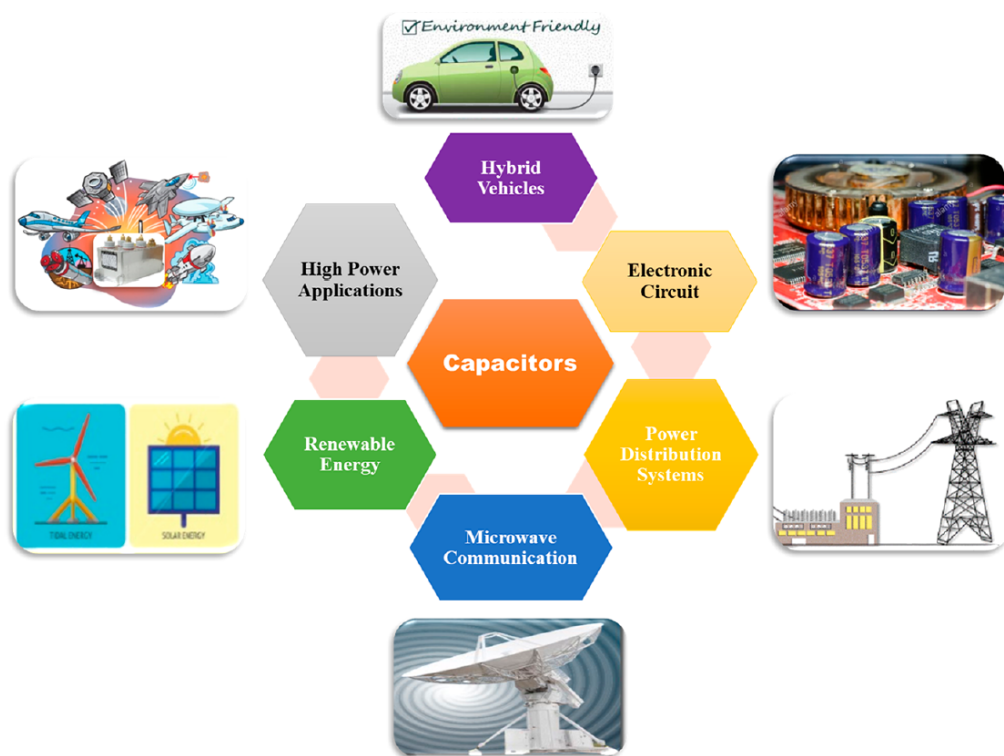 Environment Friendly
Hybrid
Vehicles
High Power
Applications
Electronic
Circuit
Capacitors
Renewable
Energy
Power
Distribution
Systems
TIDAL ENERGY
SOLAR ENERGY
Microwave
Communication